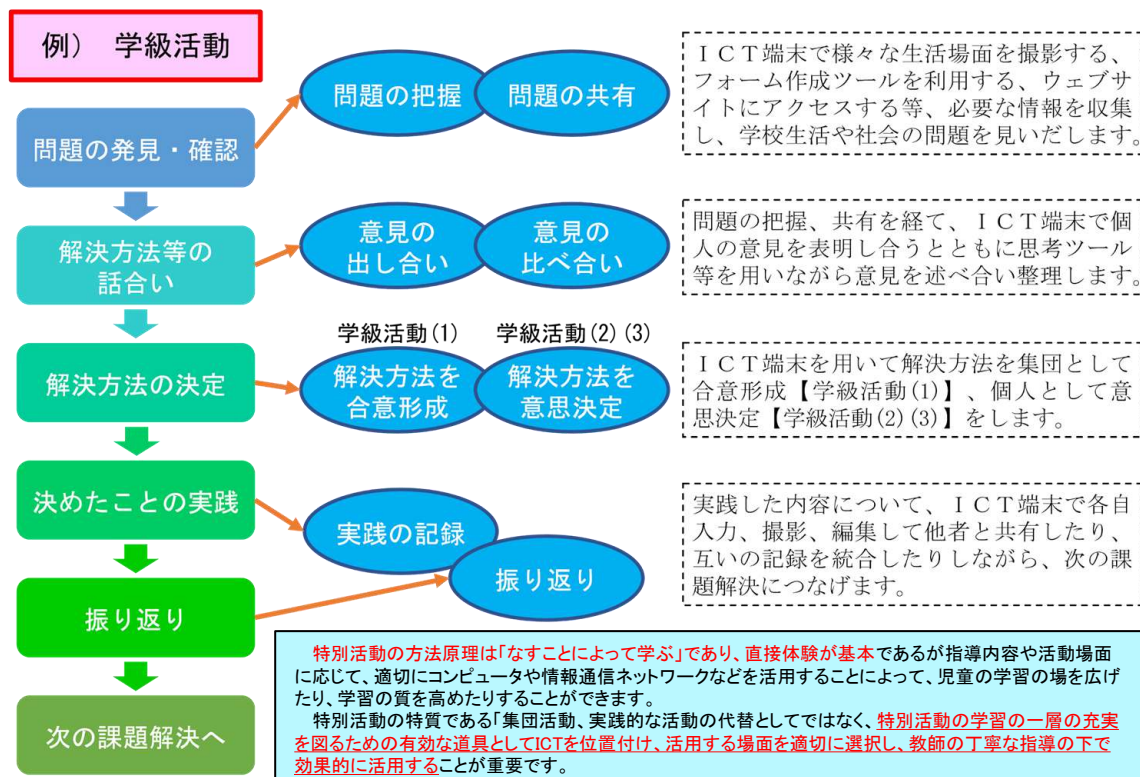 例）　学級活動
問題の発見・確認
問題の把握
問題の共有
ＩＣＴ端末で様々な生活場面を撮影する、
フォーム作成ツールを利用する、ウェブサ
イトにアクセスする等、必要な情報を収集
し、学校生活や社会の問題を見いだします。
解決方法等の
話合い
意見の
出し合い
意見の
比べ合い
問題の把握、共有を経て、ＩＣＴ端末で個
人の意見を表明し合うとともに思考ツール
等を用いながら意見を述べ合い整理します。
解決方法の決定
学級活動(1)
解決方法を
合意形成
学級活動(2)(3)
解決方法を
意思決定
ＩＣＴ端末を用いて解決方法を集団として
合意形成【学級活動(1)】、個人として意
思決定【学級活動(2)(3)】をします。
決めたことの実践
実践の記録
実践した内容について、ＩＣＴ端末で各自
入力、撮影、編集して他者と共有したり、
互いの記録を統合したりしながら、次の課
題解決につなげます。
振り返り
振り返り
次の課題解決へ
特別活動の方法原理は「なすことによって学ぶ」であり、直接体験が基本であるが指導内容や活動場面
に応じて、適切にコンピュータや情報通信ネットワークなどを活用することによって、児童の学習の場を広げ
たり、学習の質を高めたりすることができます。
特別活動の特質である「集団活動、実践的な活動の代替としてではなく、特別活動の学習の一層の充実
を図るための有効な道具としてICTを位置付け、活用する場面を適切に選択し、教師の丁寧な指導の下で
効果的に活用することが重要です。